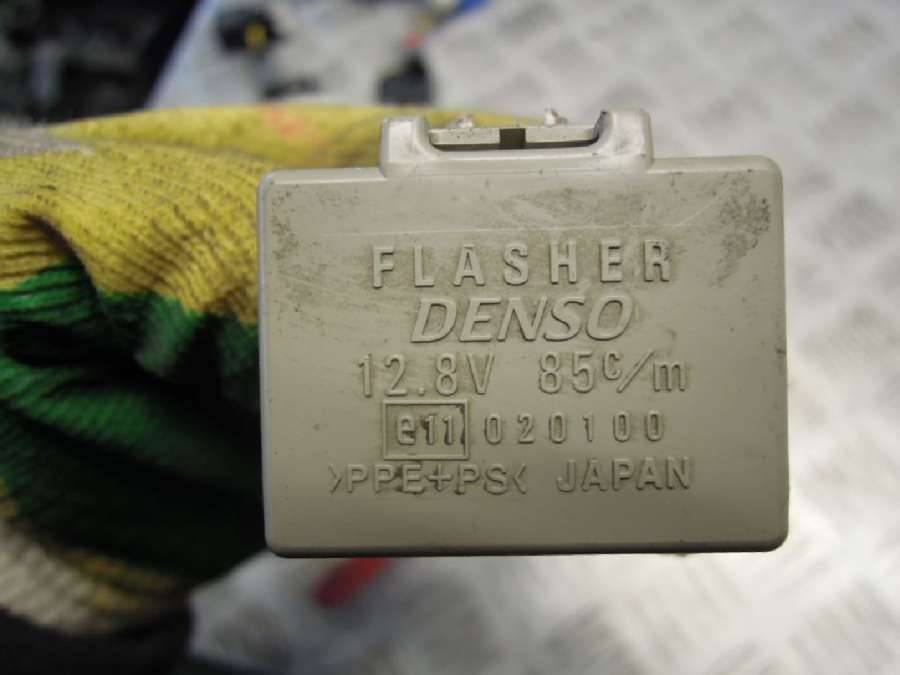 FLASHER
DENSO
12.8V 85c/m
e11 020100
>PPE+PS< JAPAN